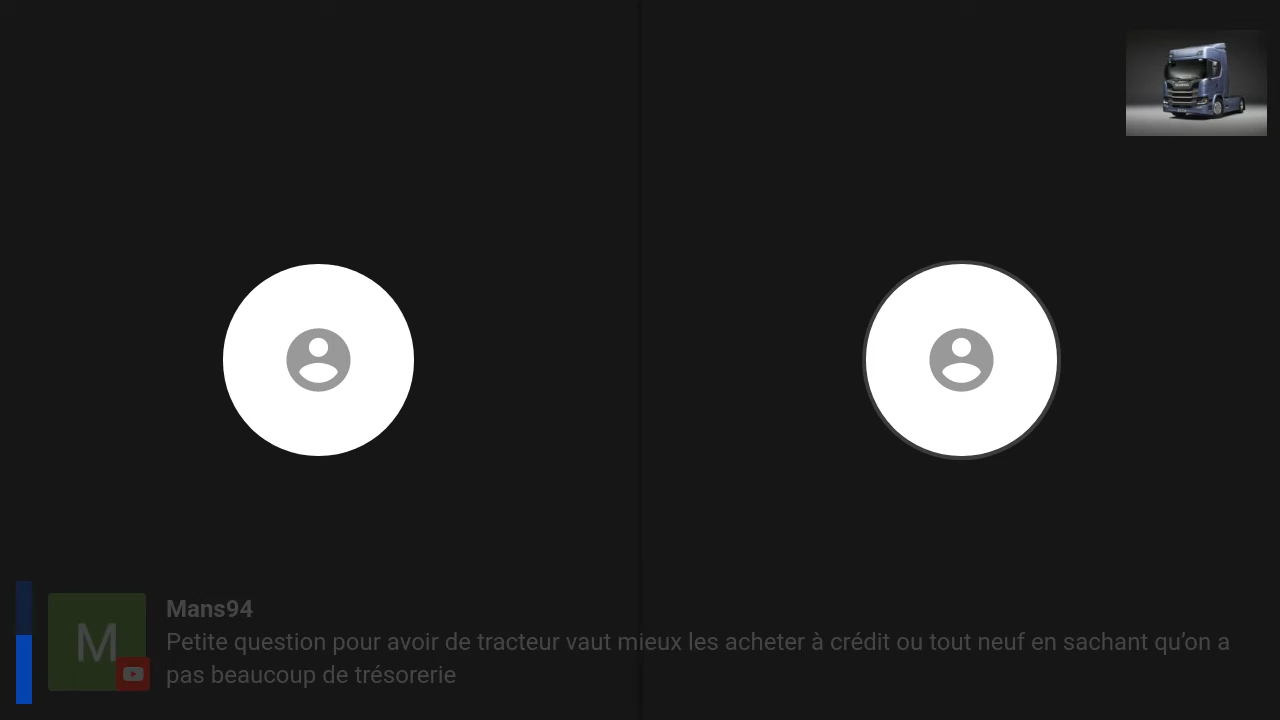 Mans94
M
Petite question pour avoir de tracteur vaut mieux les acheter à crédit ou tout neuf en sachant qu’on a
pas beaucoup de trésorerie